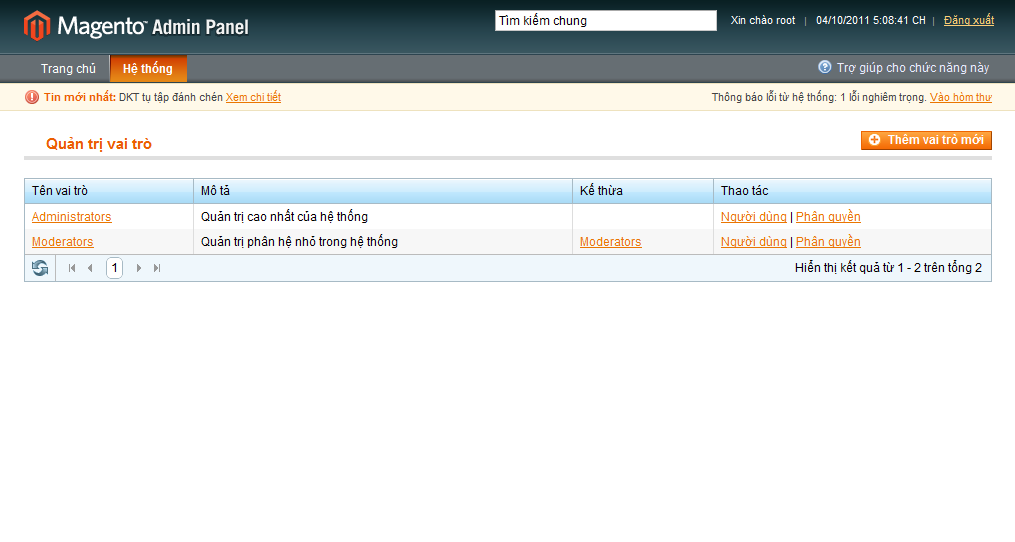 Magento™ Admin Panel
Tìm kiếm chung
Xin chào root | 04/10/2011 5:08:41 CH | Đăng xuất
Trang chủ
Hệ thống
Trợ giúp cho chức năng này
Tin mới nhất: DKT tụ tập đánh chén Xem chi tiết
Thông báo lỗi từ hệ thống: 1 lỗi nghiêm trọng. Vào hòm thư
Quản trị vai trò
Thêm vai trò mới
Tên vai trò Mô tả Kế thừa Thao tác
Administrators Quản trị cao nhất của hệ thống Người dùng | Phân quyền
Moderators Quản trị phân hệ nhỏ trong hệ thống Moderators Người dùng | Phân quyền
1
Hiển thị kết quả từ 1 - 2 trên tổng 2